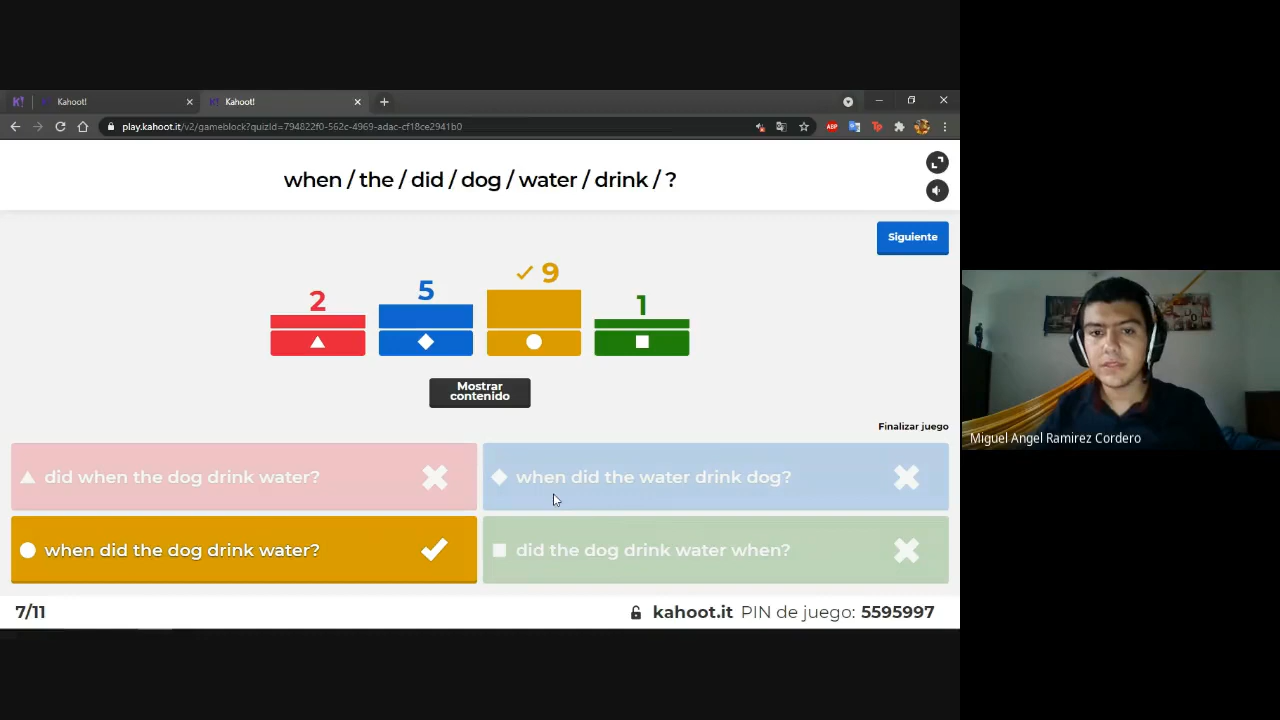 Kahoot!
Kahoot!
play.kahoot.it/v2/gameblock?quizId=794822f0-562c-4969-adac-cf18ce2941b0
ABP
when / the / did / dog / water / drink / ?
Siguiente
2
5
9
1
Mostrar
contenido
Finalizar juego
did when the dog drink water?
when did the water drink dog?
when did the dog drink water?
did the dog drink water when?
7/11
kahoot.it PIN de juego: 5595997
Miguel Angel Ramirez Cordero